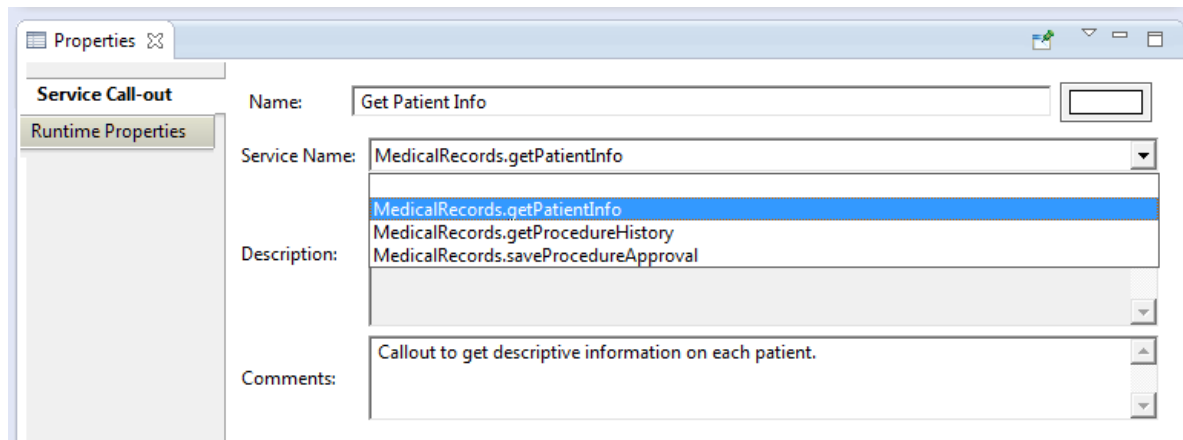 Properties
Service Call-out
Runtime Properties
Name: Get Patient Info
Service Name: MedicalRecords.getPatientInfo
MedicalRecords.getPatientInfo
MedicalRecords.getProcedureHistory
MedicalRecords.saveProcedureApproval
Description:
Callout to get descriptive information on each patient.
Comments: